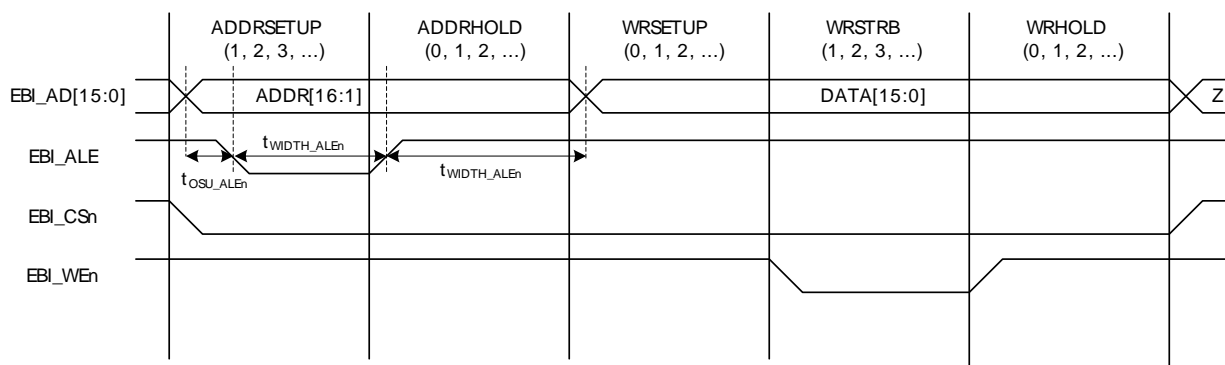 ADDRSETUP ADDRHOLD WRSETUP WRSTRB WRHOLD
(1, 2, 3, ...) (0, 1, 2, ...) (0, 1, 2, ...) (1, 2, 3, ...) (0, 1, 2, ...)
EBI_AD[15:0] ADDR[16:1] DATA[15:0] Z
EBI_ALE tWIDTH_ALEn
tOSU_ALEn tWIDTH_ALEn
EBI_CSn
EBI_WEn